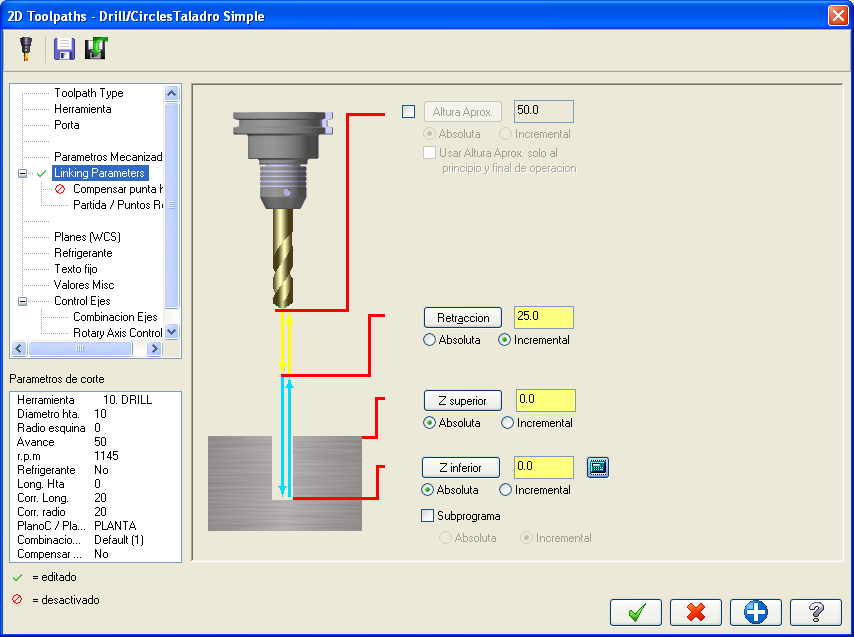 2D Toolpaths - Drill/CirclesTaladro Simple
Toolpath Type
Herramienta
Porta
Parametros Mecanizad
Linking Parameters
Compensar punta h
Partida / Puntos Re
Planes (WCS)
Refrigerante
Texto fijo
Valores Misc
Control Ejes
Combinacion Ejes
Rotary Axis Control
Parametros de corte
Herramienta 10. DRILL
Diametro hta. 10
Radio esquina 0
Avance 50
r.p.m 1145
Refrigerante No
Long. Hta 0
Corr. Long. 20
Corr. radio 20
PlanoC / Pla... PLANTA
Combinacio... Default (1)
Compensar ... No
= editado
= desactivado
Altura Aprox. 50.0
Absoluta Incremental
Usar Altura Aprox. solo al
principio y final de operacion
Retraccion 25.0
Absoluta Incremental
Z superior 0.0
Absoluta Incremental
Z inferior 0.0
Absoluta Incremental
Subprograma
Absoluta Incremental